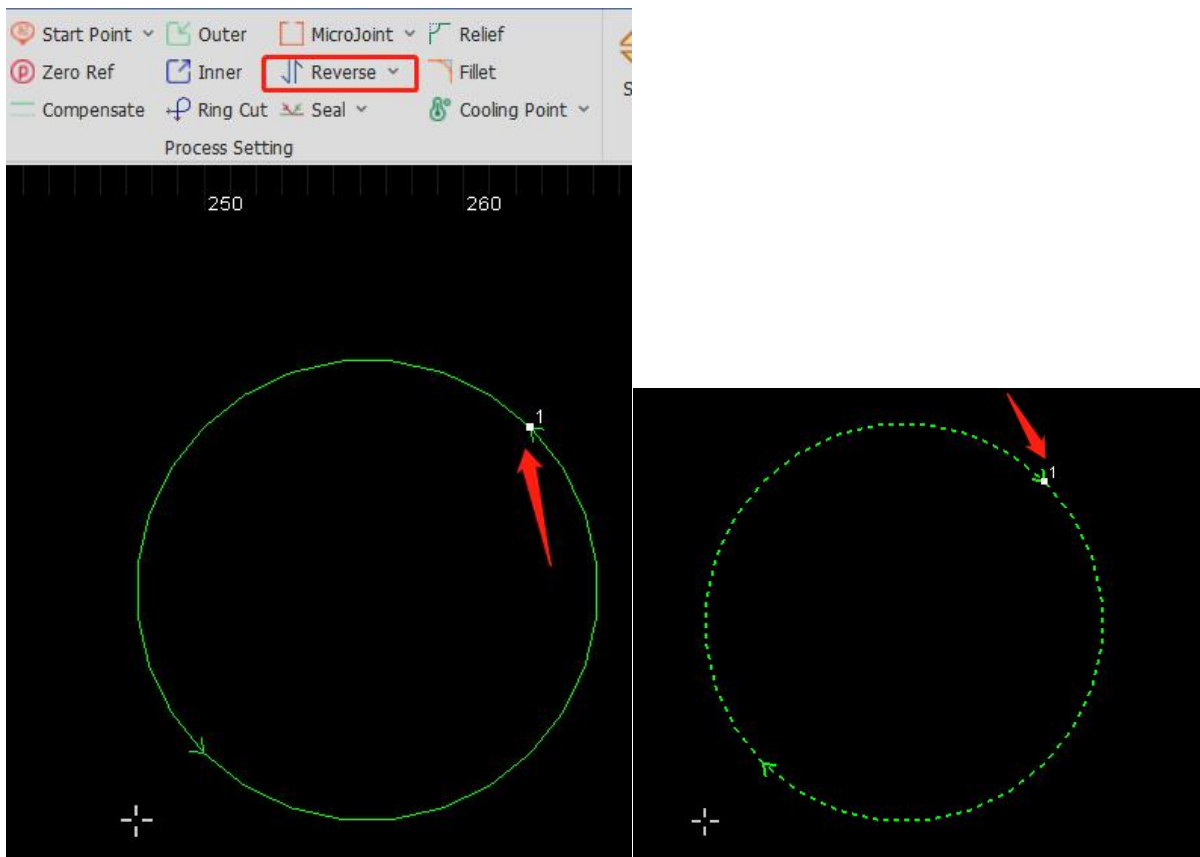 Start Point Outer MicroJoint Relief
Zero Ref Inner Reverse Fillet
Compensate Ring Cut Seal Cooling Point
Process Setting
250 260
1
1